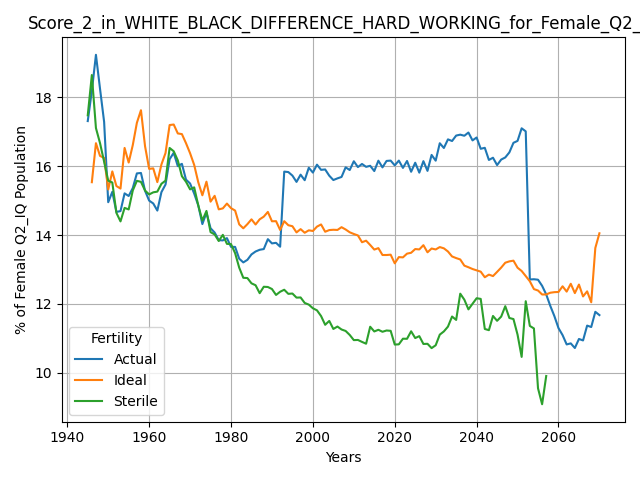 Score_2_in_WHITE_BLACK_DIFFERENCE_HARD_WORKING_for_Female_Q2_
% of Female Q2_IQ Population
18
16
14
12
10
Fertility
Actual
Ideal
Sterile
1940 1960 1980 2000 2020 2040 2060
Years